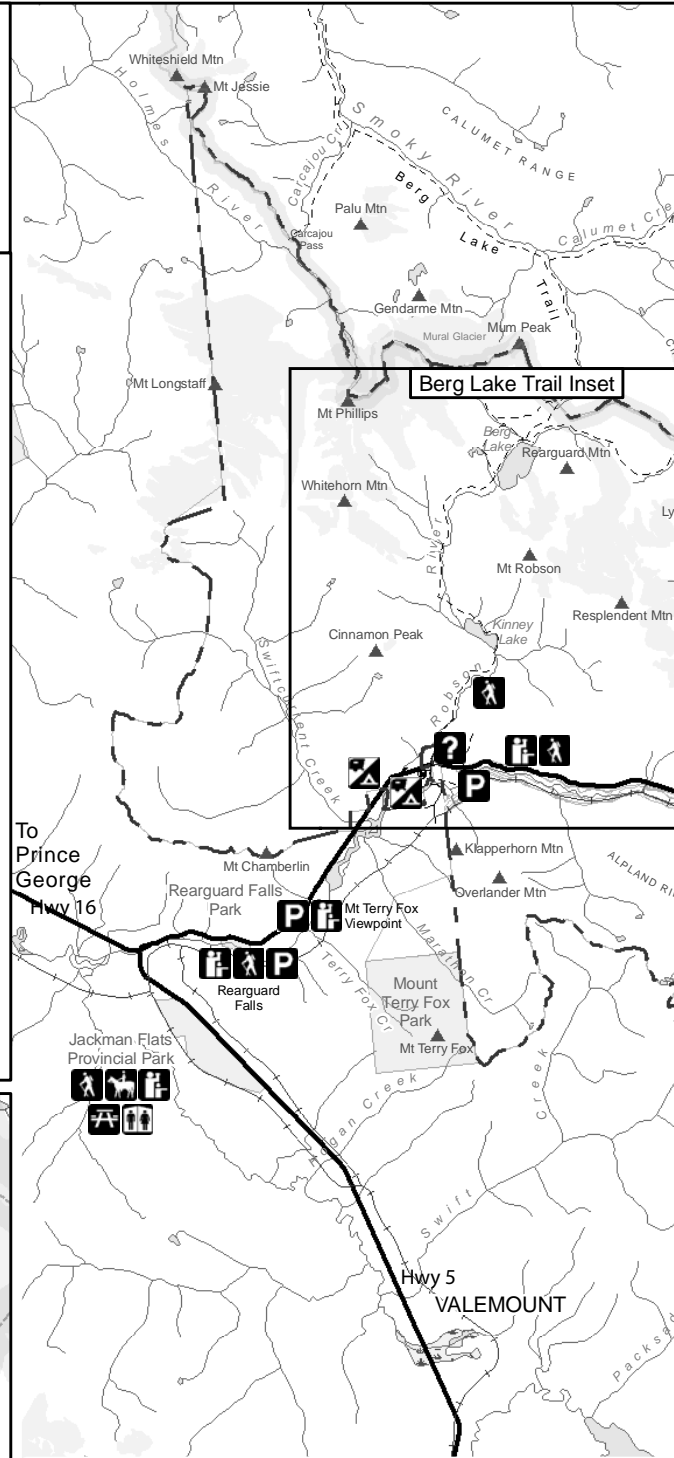 Whiteshield Mtn
Mt Jessie
Holmes River
Carcajou Cr
Smoky River
CALUMET RANGE
Berg Lake Trail
Palu Mtn
Calumet Cre
Carcajou
Pass
Gendarme Mtn
Mural Glacier
Mum Peak
Mt Longstaff
Berg Lake Trail Inset
Mt Phillips
Berg
Lake
Rearguard Mtn
Whitehorn Mtn
Ly
Mt Robson
Resplendent Mtn
Robson River
Kinney
Lake
Cinnamon Peak
Swiftcurrent Creek
?
P
To
Prince
George
Hwy 16
Mt Chamberlin
Klapperhorn Mtn
ALPLAND RI
Overlander Mtn
Rearguard Falls
Park
P
Mt Terry Fox
Viewpoint
Marathon Cr
P
Rearguard
Falls
Terry Fox Cr
Mount
Terry Fox
Park
Mt Terry Fox
Jackman Flats
Provincial Park
Creek
Swift
Hwy 5
VALEMOUNT